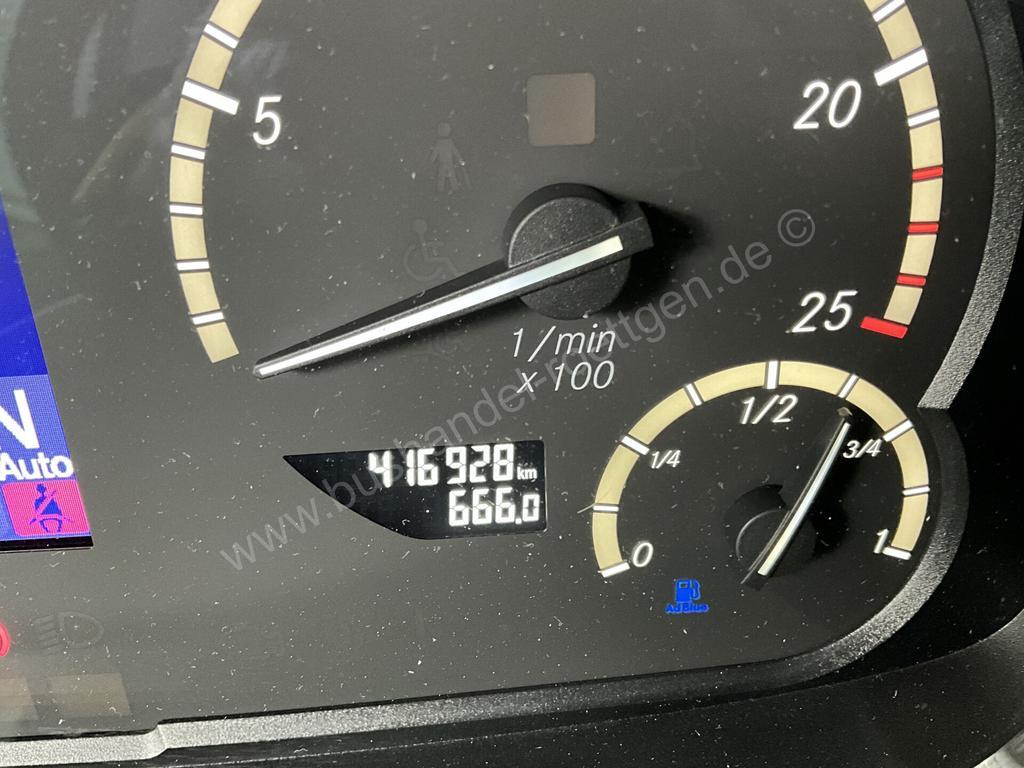 5
20
25
1/min
x 100
N
Auto
416928 km
666.0
1/4
1/2
3/4
0
1
AdBlue
www.bushandel-roettgen.de ©